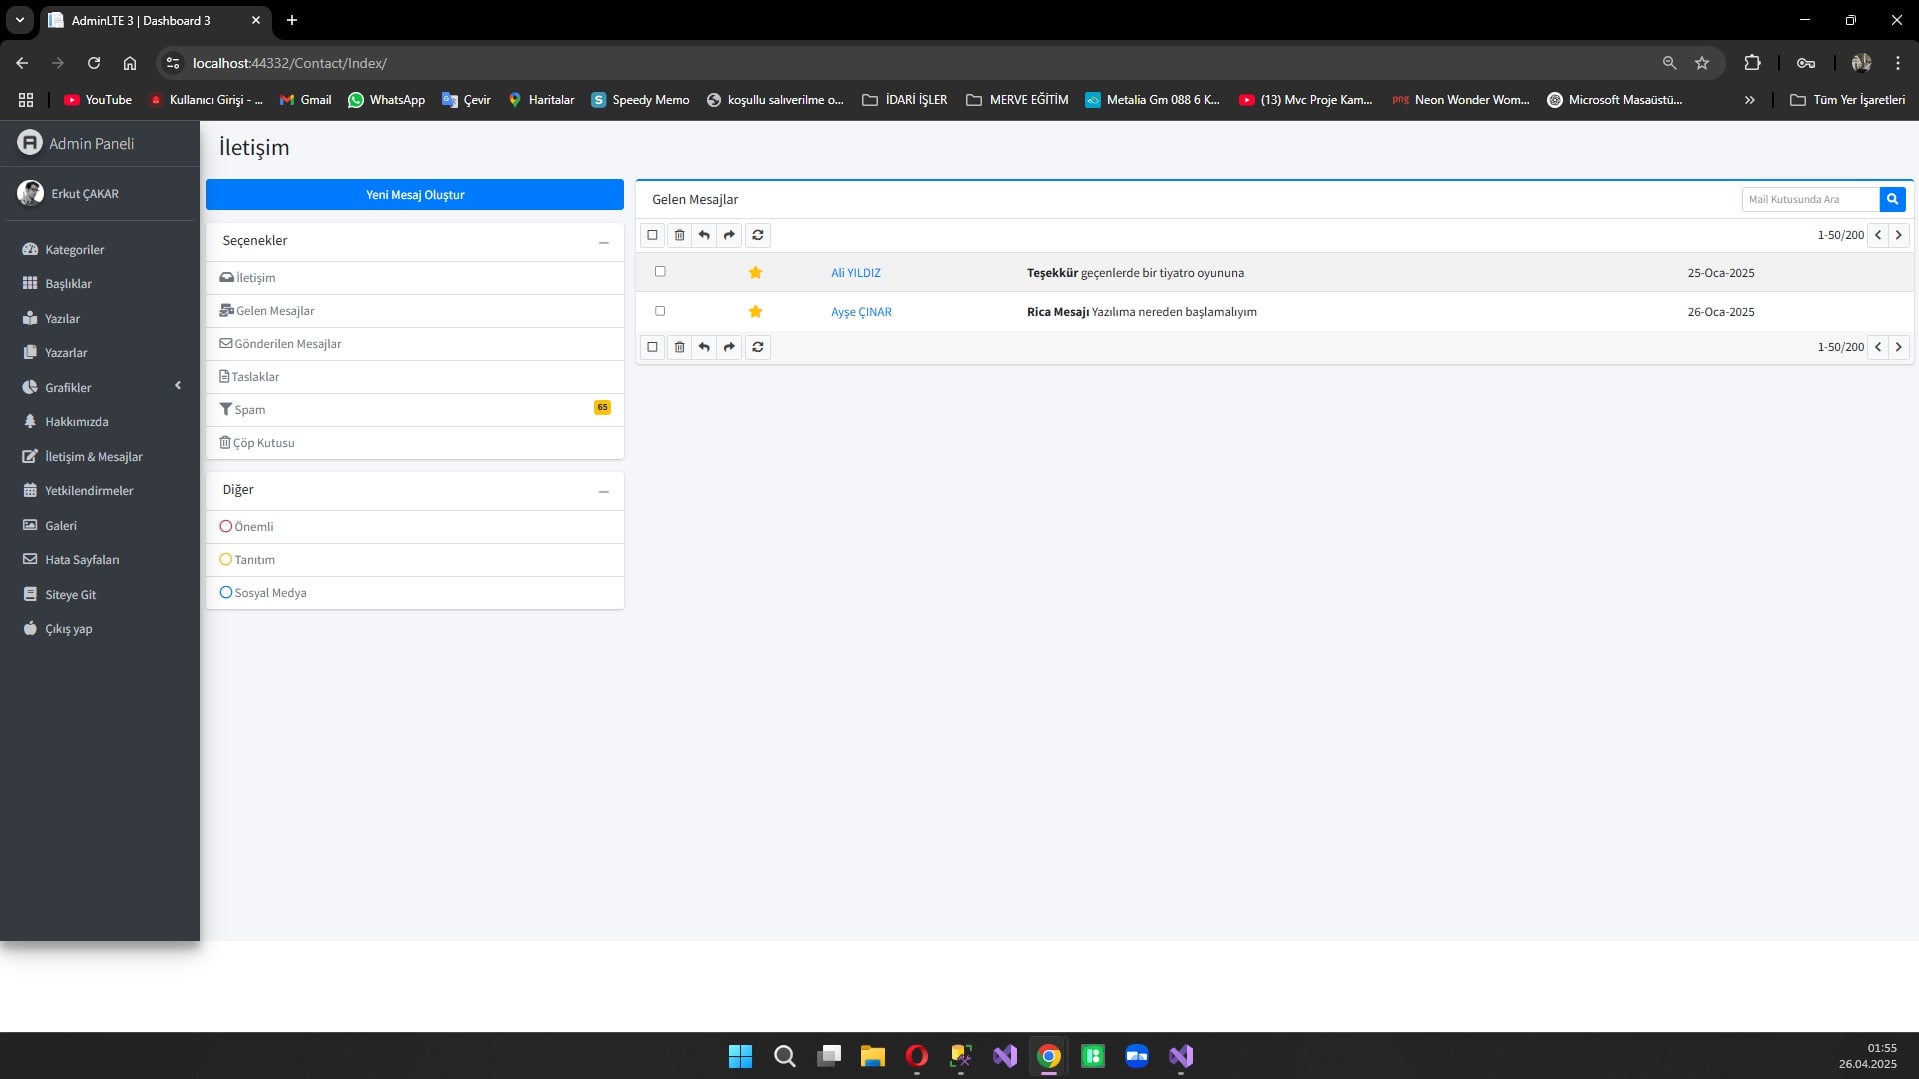 AdminLTE 3 | Dashboard 3
localhost:44332/Contact/Index/
YouTube
Kullanıcı Girişi - ...
Gmail
WhatsApp
Çevir
Haritalar
Speedy Memo
koşullu salıverilme o...
İDARİ İŞLER
MERVE EĞİTİM
Metalia Gm 088 6 K...
(13) Mvc Proje Kam...
png
Neon Wonder Wom...
Microsoft Masaüstü...
Tüm Yer İşaretleri
Admin Paneli
Erkut ÇAKAR
Kategoriler
Başlıklar
Yazılar
Yazarlar
Grafikler
Hakkımızda
İletişim & Mesajlar
Yetkilendirmeler
Galeri
Hata Sayfaları
Siteye Git
Çıkış yap
İletişim
Yeni Mesaj Oluştur
Seçenekler
İletişim
Gelen Mesajlar
Gönderilen Mesajlar
Taslaklar
Spam 65
Çöp Kutusu
Diğer
Önemli
Tanıtım
Sosyal Medya
Gelen Mesajlar
Mail Kutusunda Ara
1-50/200
Ali YILDIZ Teşekkür geçenlerde bir tiyatro oyununa 25-Oca-2025
Ayşe ÇINAR Rica Mesajı Yazılıma nereden başlamalıyım 26-Oca-2025
1-50/200
01:55
26.04.2025